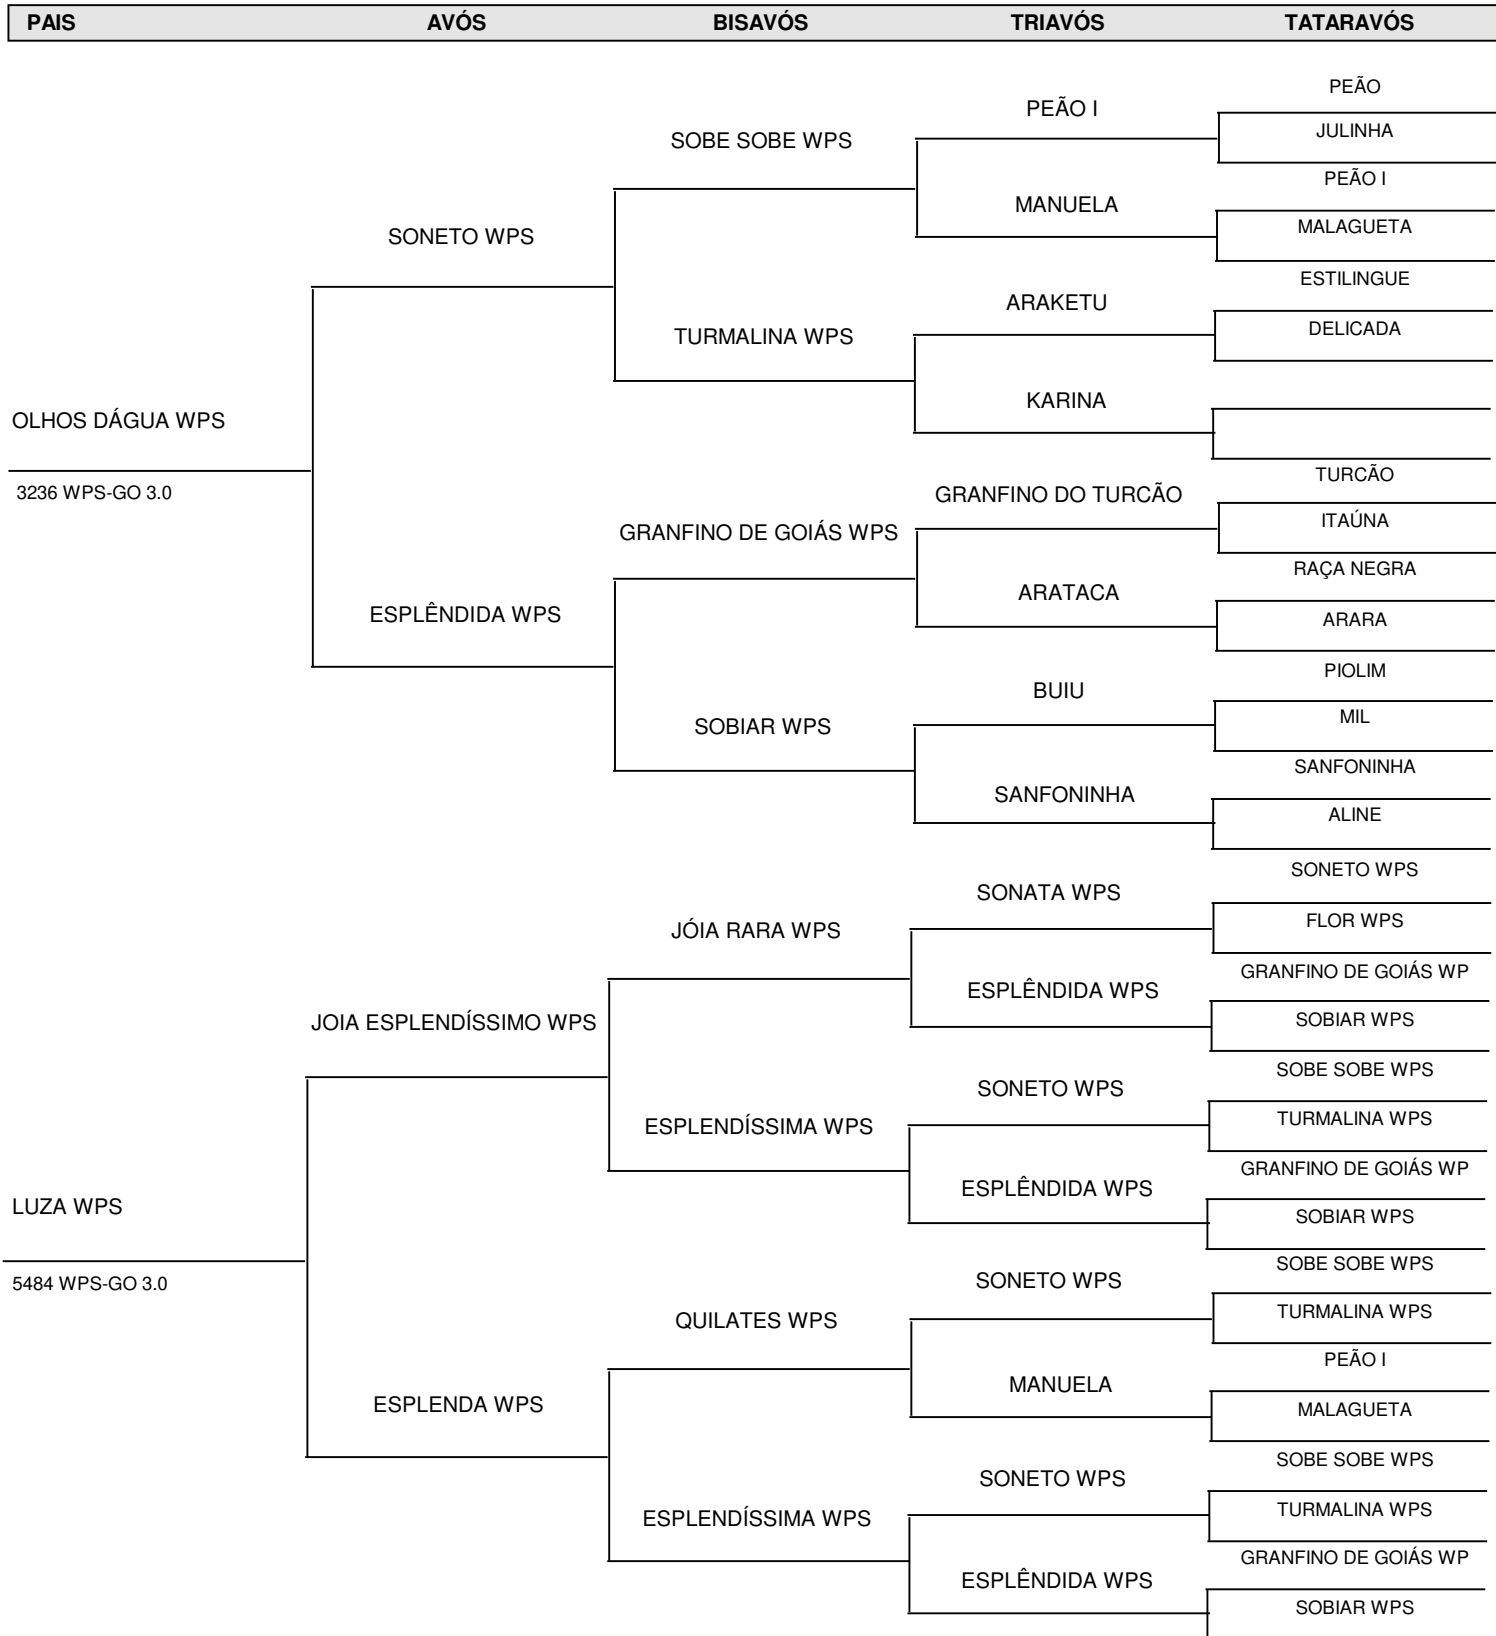 PAIS AVÓS BISAVÓS TRIAVÓS TATARAVÓS
PEÃO
PEÃO I
JULINHA
SOBE SOBE WPS
PEÃO I
MANUELA
MALAGUETA
SONETO WPS
ESTILINGUE
ARAKETU
DELICADA
TURMALINA WPS
KARINA
OLHOS DÁGUA WPS
TURCÃO
3236 WPS-GO 3.0
GRANFINO DO TURCÃO
ITAÚNA
GRANFINO DE GOIÁS WPS
RAÇA NEGRA
ARATACA
ESPLÊNDIDA WPS
ARARA
PIOLIM
BUIU
MIL
SOBIAR WPS
SANFONINHA
SANFONINHA
ALINE
SONETO WPS
SONATA WPS
FLOR WPS
JÓIA RARA WPS
GRANFINO DE GOIÁS WP
ESPLÊNDIDA WPS
JOIA ESPLENDÍSSIMO WPS
SOBIAR WPS
SOBE SOBE WPS
SONETO WPS
TURMALINA WPS
ESPLENDÍSSIMA WPS
GRANFINO DE GOIÁS WP
ESPLÊNDIDA WPS
LUZA WPS
SOBIAR WPS
SOBE SOBE WPS
5484 WPS-GO 3.0
SONETO WPS
TURMALINA WPS
QUILATES WPS
PEÃO I
MANUELA
ESPLENDA WPS
MALAGUETA
SOBE SOBE WPS
SONETO WPS
TURMALINA WPS
ESPLENDÍSSIMA WPS
GRANFINO DE GOIÁS WP
ESPLÊNDIDA WPS
SOBIAR WPS